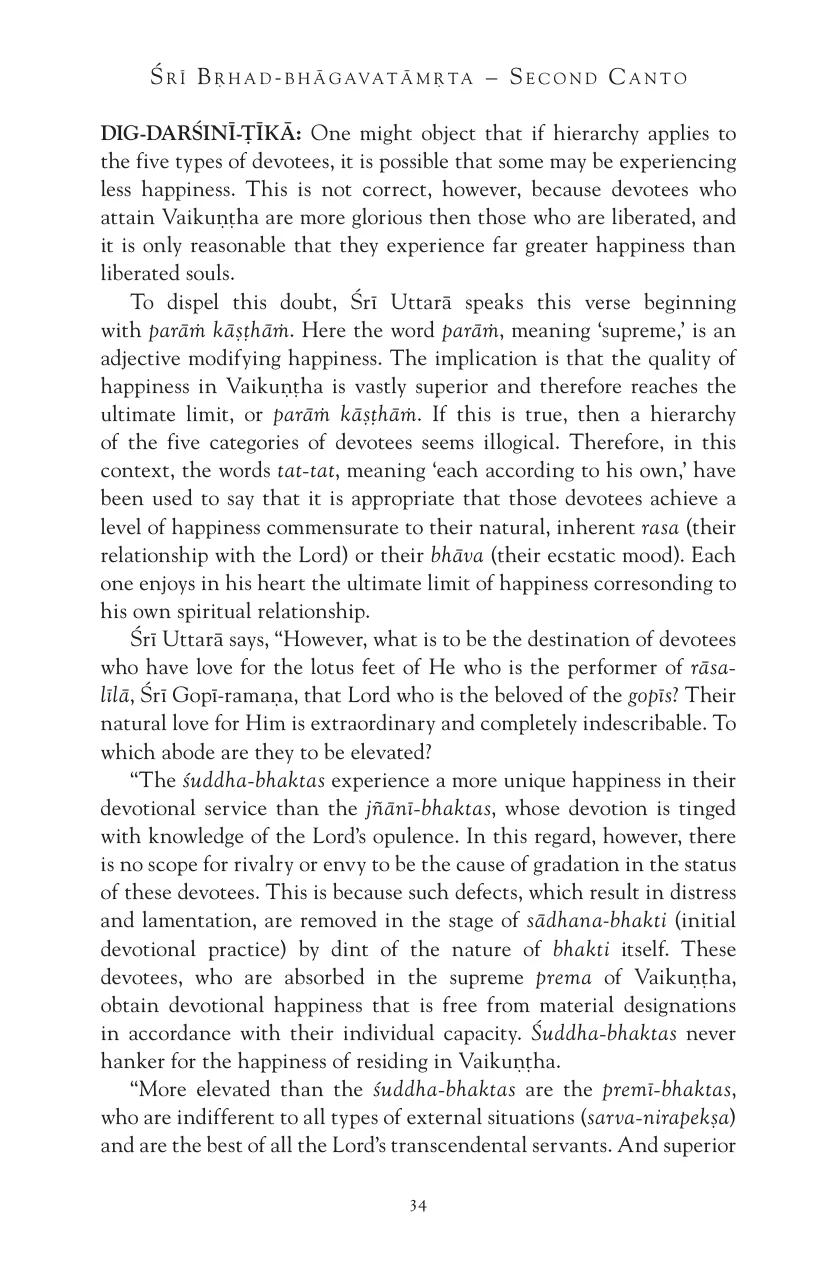 Śrī Bṛhad-bhāgavatāmṛta – Second Canto
DIG-DARŚINĪ-ṬĪKĀ: One might object that if hierarchy applies to
the five types of devotees, it is possible that some may be experiencing
less happiness. This is not correct, however, because devotees who
attain Vaikuṇṭha are more glorious then those who are liberated, and
it is only reasonable that they experience far greater happiness than
liberated souls.
To dispel this doubt, Śrī Uttarā speaks this verse beginning
with parāṁ kāṣṭhāṁ. Here the word parāṁ, meaning ‘supreme,’ is an
adjective modifying happiness. The implication is that the quality of
happiness in Vaikuṇṭha is vastly superior and therefore reaches the
ultimate limit, or parāṁ kāṣṭhāṁ. If this is true, then a hierarchy
of the five categories of devotees seems illogical. Therefore, in this
context, the words tat-tat, meaning ‘each according to his own,’ have
been used to say that it is appropriate that those devotees achieve a
level of happiness commensurate to their natural, inherent rasa (their
relationship with the Lord) or their bhāva (their ecstatic mood). Each
one enjoys in his heart the ultimate limit of happiness corresonding to
his own spiritual relationship.
Śrī Uttarā says, “However, what is to be the destination of devotees
who have love for the lotus feet of He who is the performer of rāsa-
līlā, Śrī Gopī-ramaṇa, that Lord who is the beloved of the gopīs? Their
natural love for Him is extraordinary and completely indescribable. To
which abode are they to be elevated?
“The śuddha-bhaktas experience a more unique happiness in their
devotional service than the jñānī-bhaktas, whose devotion is tinged
with knowledge of the Lord’s opulence. In this regard, however, there
is no scope for rivalry or envy to be the cause of gradation in the status
of these devotees. This is because such defects, which result in distress
and lamentation, are removed in the stage of sādhana-bhakti (initial
devotional practice) by dint of the nature of bhakti itself. These
devotees, who are absorbed in the supreme prema of Vaikuṇṭha,
obtain devotional happiness that is free from material designations
in accordance with their individual capacity. Śuddha-bhaktas never
hanker for the happiness of residing in Vaikuṇṭha.
“More elevated than the śuddha-bhaktas are the premī-bhaktas,
who are indifferent to all types of external situations (sarva-nirapekṣa)
and are the best of all the Lord’s transcendental servants. And superior
34